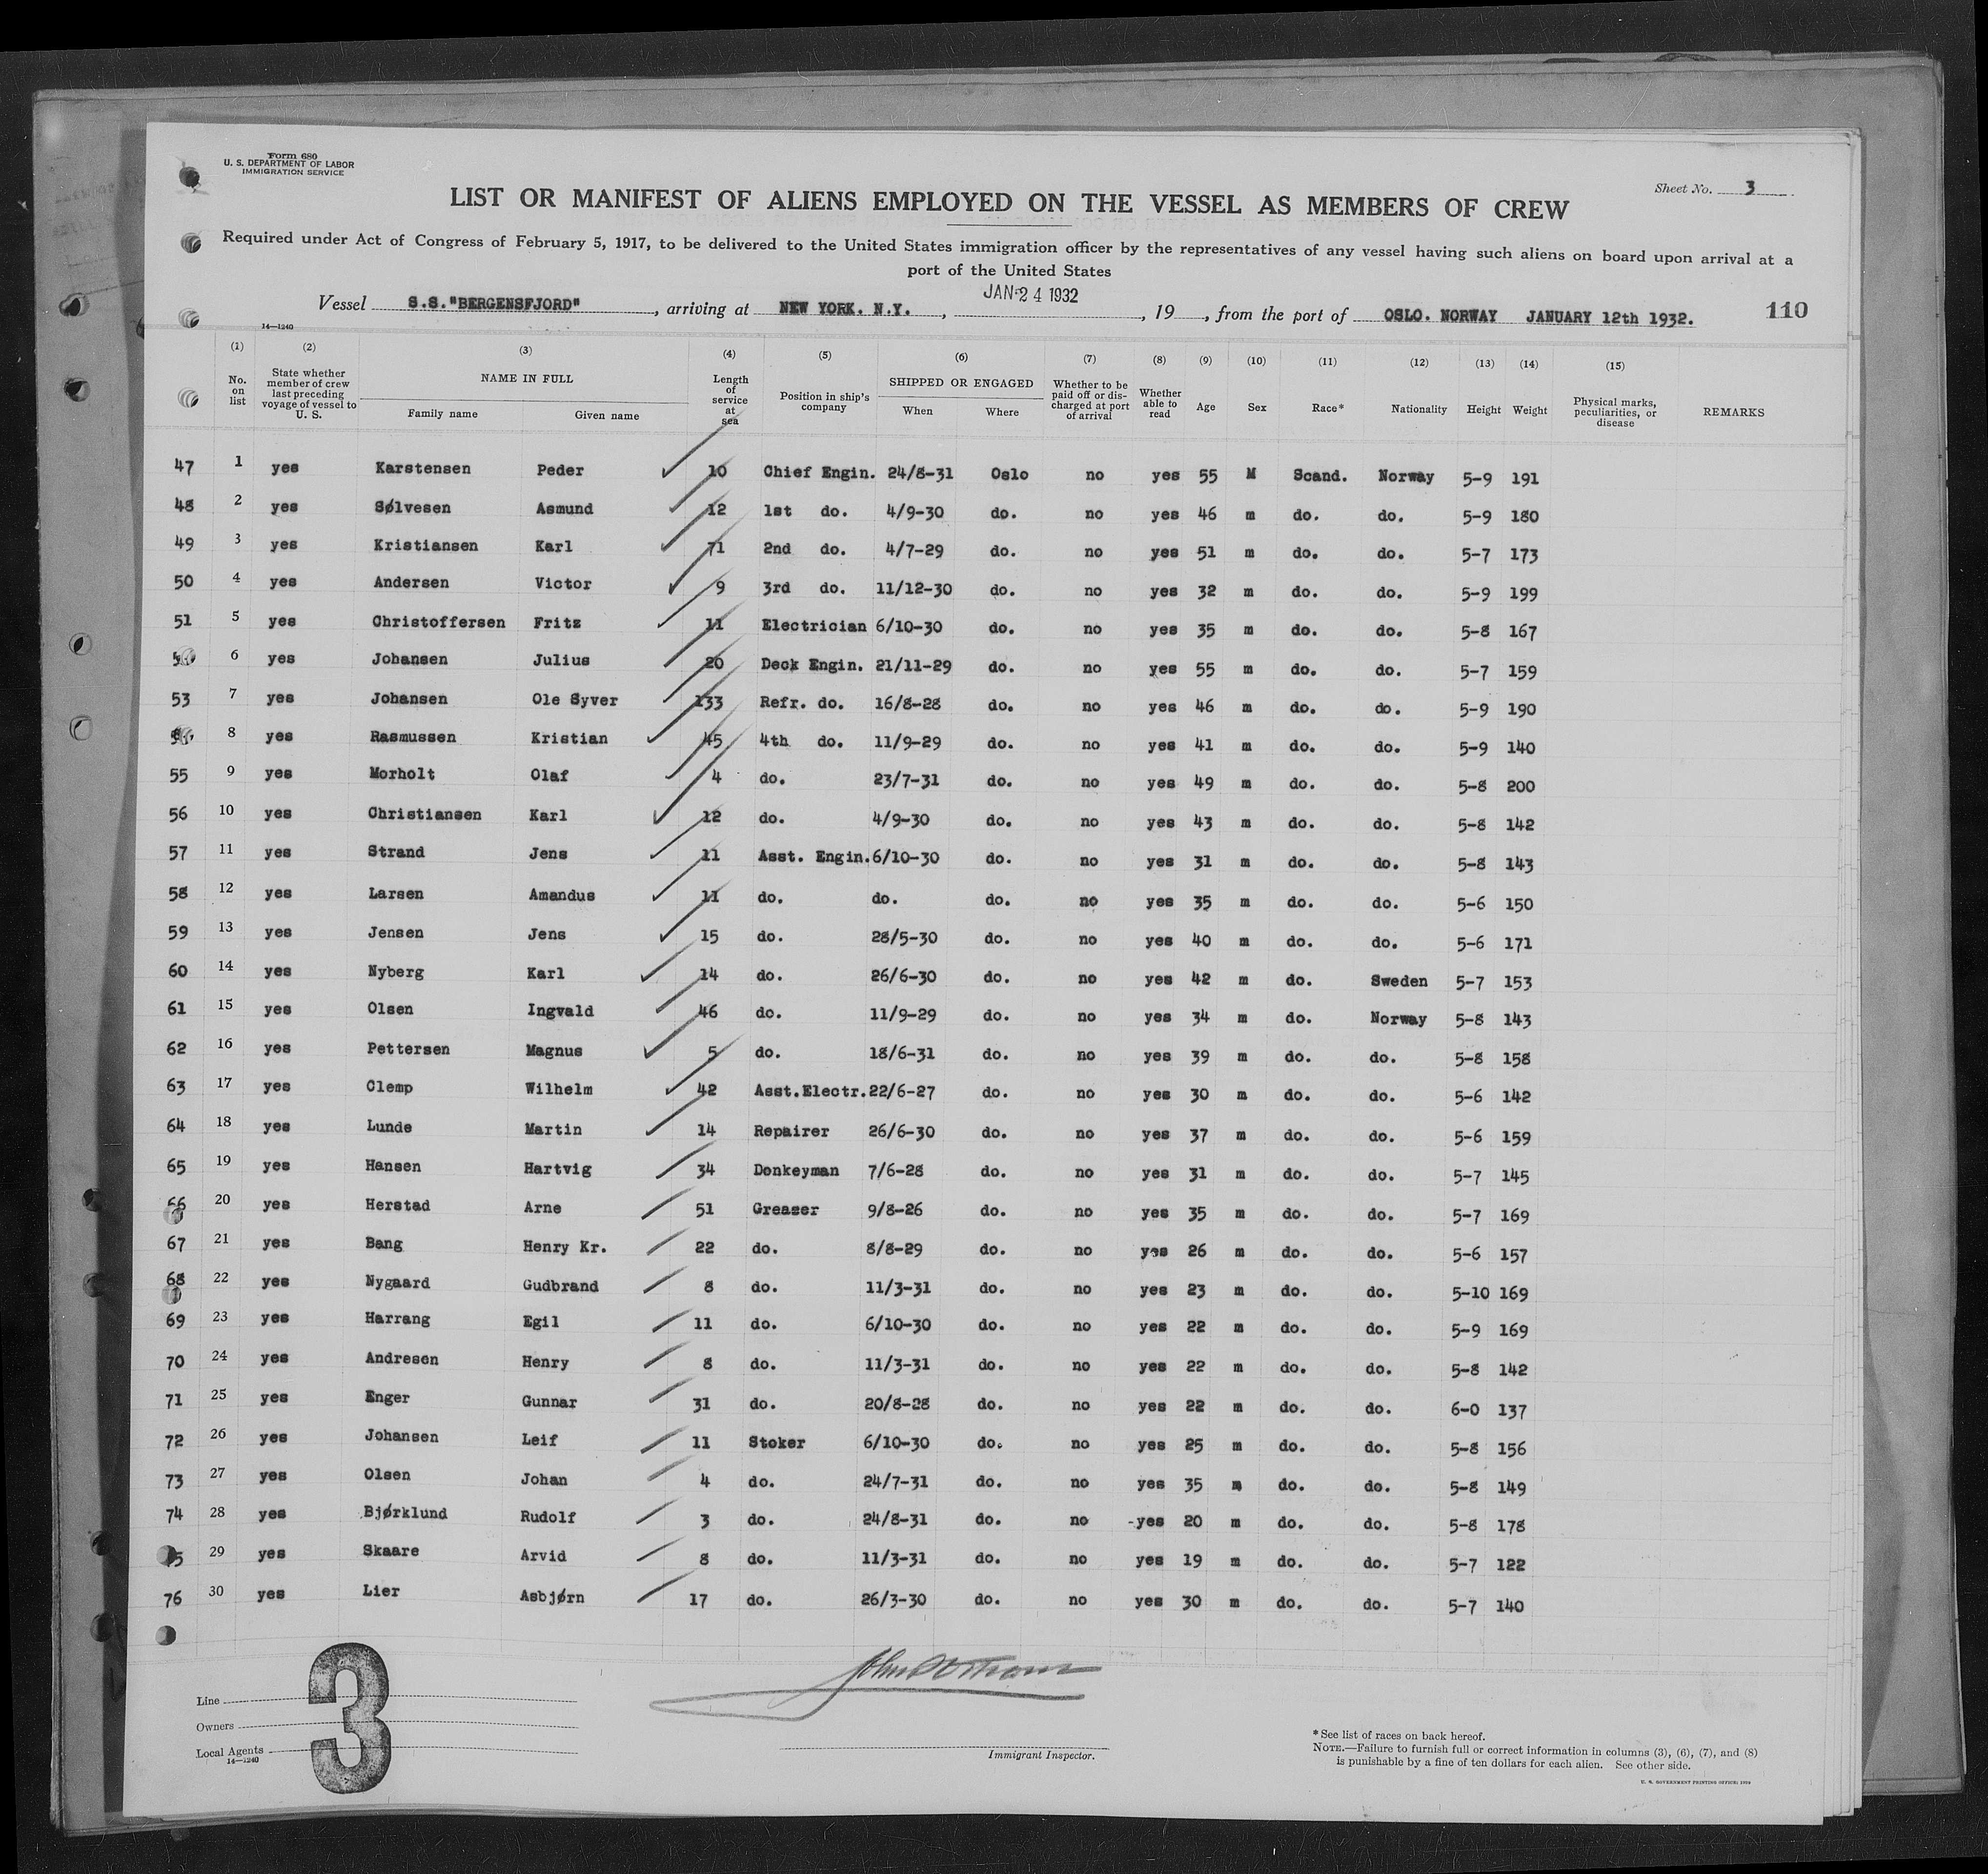 Form 680
U. S. DEPARTMENT OF LABOR
IMMIGRATION SERVICE
Sheet No. 3
LIST OR MANIFEST OF ALIENS EMPLOYED ON THE VESSEL AS MEMBERS OF CREW
Required under Act of Congress of February 5, 1917, to be delivered to the United States immigration officer by the representatives of any vessel having such aliens on board upon arrival at a
port of the United States
Vessel S.S."BERGENSFJORD", arriving at NEW YORK. N.Y., JAN 24 1932, 19, from the port of OSLO. NORWAY JANUARY 12th 1932. 110
14—1240
(1) (2) (3) (4) (5) (6) (7) (8) (9) (10) (11) (12) (13) (14) (15)
No. on list State whether member of crew last preceding voyage of vessel to U. S. NAME IN FULL Family name Given name Length of service at sea Position in ship's company SHIPPED OR ENGAGED When Where Whether to be paid off or discharged at port of arrival Whether able to read Age Sex Race* Nationality Height Weight Physical marks, peculiarities, or disease REMARKS
47 1 yes Karstensen Peder 10 Chief Engin. 24/8-31 Oslo no yes 55 M Scand. Norway 5-9 191
48 2 yes Sølvesen Asmund 12 1st do. 4/9-30 do. no yes 46 m do. do. 5-9 180
49 3 yes Kristiansen Karl 71 2nd do. 4/7-29 do. no yes 51 m do. do. 5-7 173
50 4 yes Andersen Victor 9 3rd do. 11/12-30 do. no yes 32 m do. do. 5-9 199
51 5 yes Christoffersen Fritz 11 Electrician 6/10-30 do. no yes 35 m do. do. 5-8 167
6 yes Johansen Julius 20 Deck Engin. 21/11-29 do. no yes 55 m do. do. 5-7 159
53 7 yes Johansen Ole Syver 133 Refr. do. 16/8-28 do. no yes 46 m do. do. 5-9 190
8 yes Rasmussen Kristian 45 4th do. 11/9-29 do. no yes 41 m do. do. 5-9 140
55 9 yes Morholt Olaf 4 do. 23/7-31 do. no yes 49 m do. do. 5-8 200
56 10 yes Christiansen Karl 12 do. 4/9-30 do. no yes 43 m do. do. 5-8 142
57 11 yes Strand Jens 11 Asst. Engin. 6/10-30 do. no yes 31 m do. do. 5-8 143
58 12 yes Larsen Amandus 11 do. do. do. no yes 35 m do. do. 5-6 150
59 13 yes Jensen Jens 15 do. 28/5-30 do. no yes 40 m do. do. 5-6 171
60 14 yes Nyberg Karl 14 do. 26/6-30 do. no yes 42 m do. Sweden 5-7 153
61 15 yes Olsen Ingvald 46 do. 11/9-29 do. no yes 34 m do. Norway 5-8 143
62 16 yes Pettersen Magnus 5 do. 18/6-31 do. no yes 39 m do. do. 5-8 158
63 17 yes Clemp Wilhelm 42 Asst.Electr. 22/6-27 do. no yes 30 m do. do. 5-6 142
64 18 yes Lunde Martin 14 Repairer 26/6-30 do. no yes 37 m do. do. 5-6 159
65 19 yes Hansen Hartvig 34 Donkeyman 7/6-28 do. no yes 31 m do. do. 5-7 145
66 20 yes Herstad Arne 51 Greaser 9/8-26 do. no yes 35 m do. do. 5-7 169
67 21 yes Bang Henry Kr. 22 do. 8/8-29 do. no yes 26 m do. do. 5-6 157
68 22 yes Nygaard Gudbrand 8 do. 11/3-31 do. no yes 23 m do. do. 5-10 169
69 23 yes Harrang Egil 11 do. 6/10-30 do. no yes 22 m do. do. 5-9 169
70 24 yes Andresen Henry 8 do. 11/3-31 do. no yes 22 m do. do. 5-8 142
71 25 yes Enger Gunnar 31 do. 20/8-28 do. no yes 22 m do. do. 6-0 137
72 26 yes Johansen Leif 11 Stoker 6/10-30 do. no yes 25 m do. do. 5-8 156
73 27 yes Olsen Johan 4 do. 24/7-31 do. no yes 35 m do. do. 5-8 149
74 28 yes Bjørklund Rudolf 3 do. 24/8-31 do. no yes 20 m do. do. 5-8 178
75 29 yes Skaare Arvid 8 do. 11/3-31 do. no yes 19 m do. do. 5-7 122
76 30 yes Lier Asbjørn 17 do. 26/3-30 do. no yes 30 m do. do. 5-7 140
3
Line
Owners
Local Agents
14—1240
Immigrant Inspector.
* See list of races on back hereof.
NOTE.—Failure to furnish full or correct information in columns (3), (6), (7), and (8)
is punishable by a fine of ten dollars for each alien. See other side.